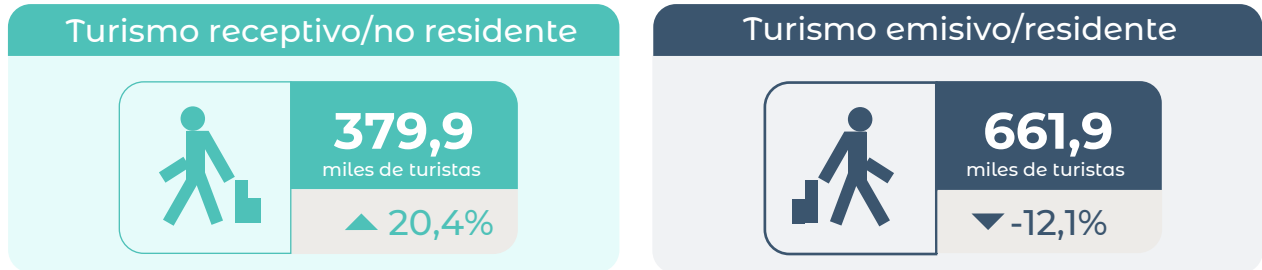 Turismo receptivo/no residente
379,9
miles de turistas
20,4%
Turismo emisivo/residente
661,9
miles de turistas
-12,1%